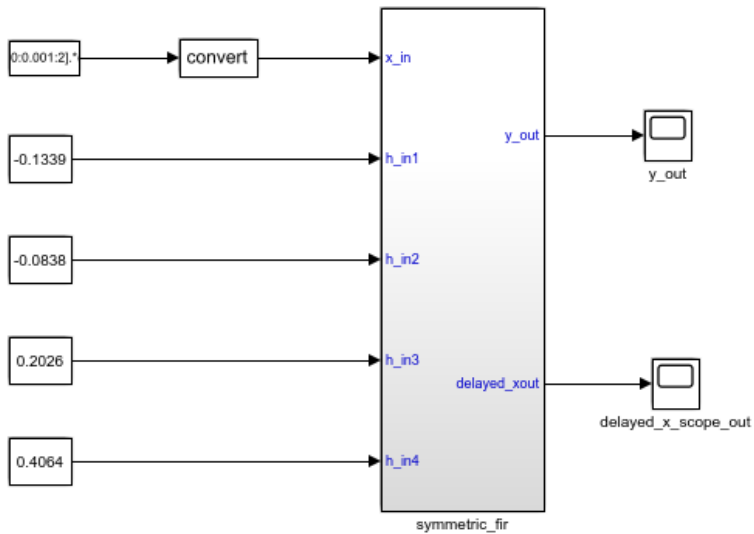 0:0.001:2].*
convert
x_in
-0.1339
h_in1
y_out
y_out
-0.0838
h_in2
0.2026
h_in3
delayed_xout
delayed_x_scope_out
0.4064
h_in4
symmetric_fir